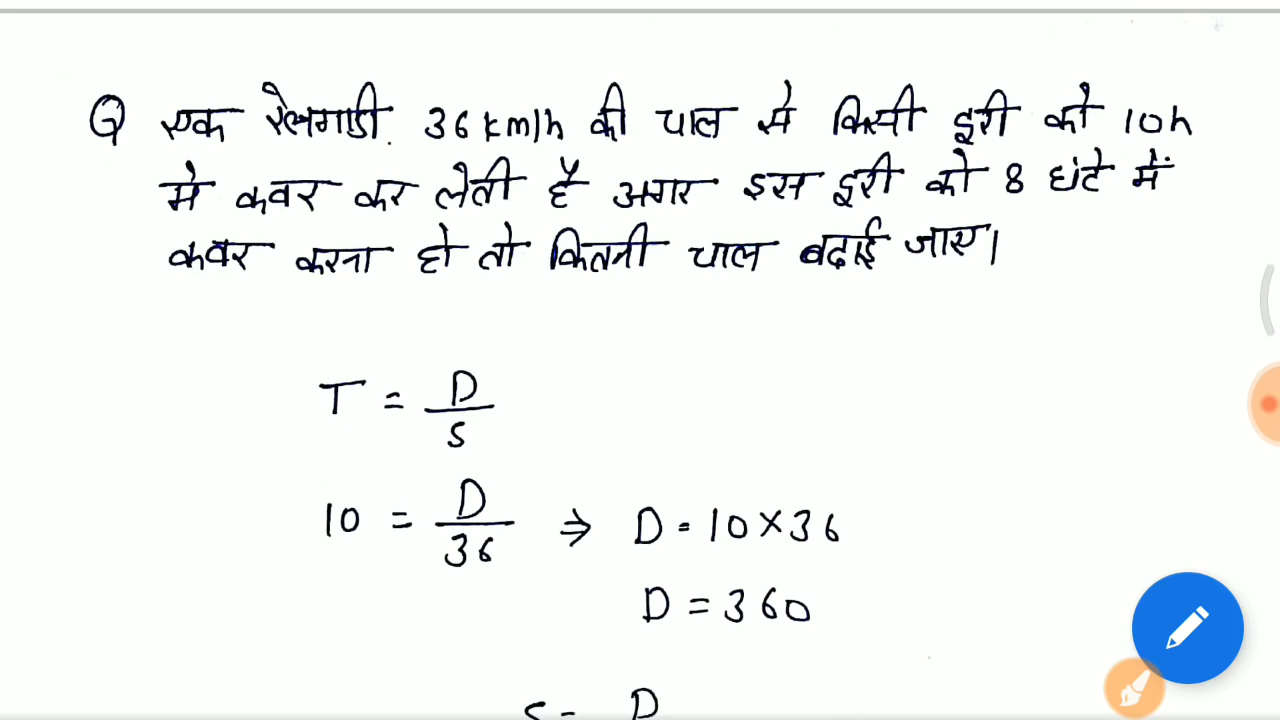 Q एक रेलगाडी 36 km/h की चाल से किसी दूरी को 10h
मे कवर कर लेती है अगर इस दूरी को 8 घंटे में
कवर करना हो तो कितनी चाल बढाई जाए।
T = D/S
10 = D/36 ⇒ D = 10 × 36
D = 360
S = D